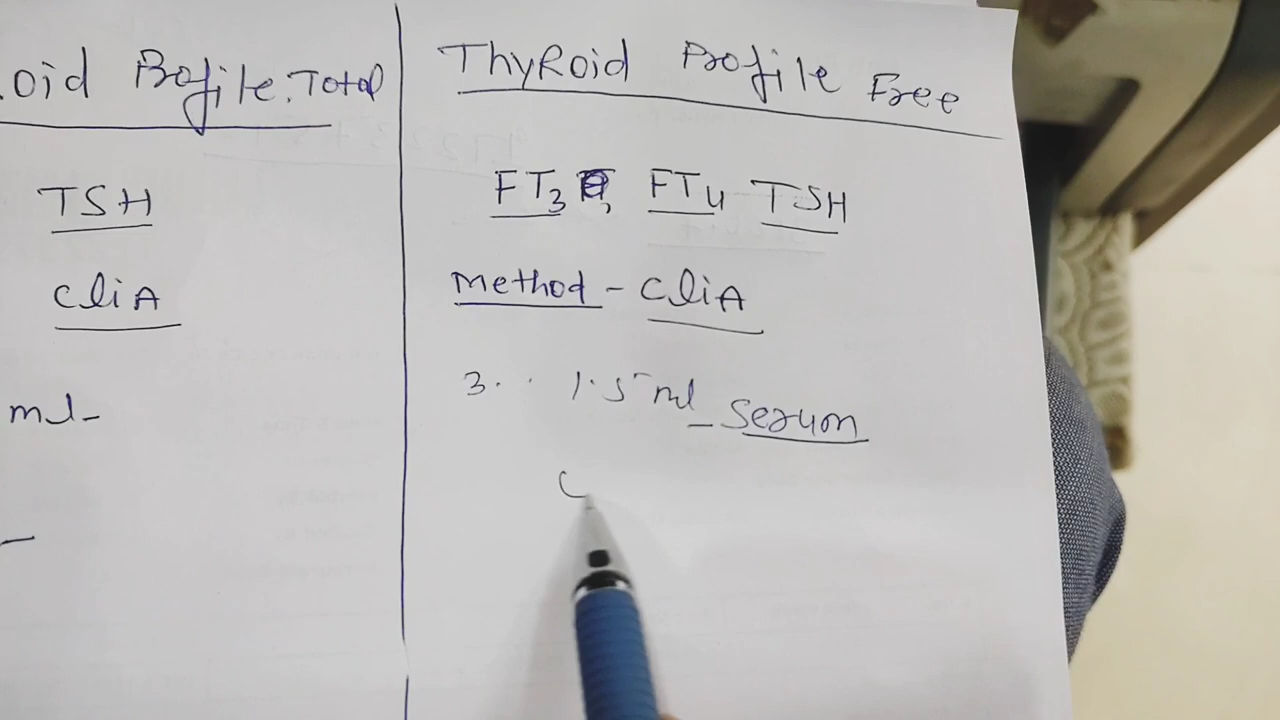 oid Profile.Total
TSH
CliA
ml-
Thyroid Profile Free
FT3, FT4 TSH
Method - CliA
3. 1.5 ml - Serum
C